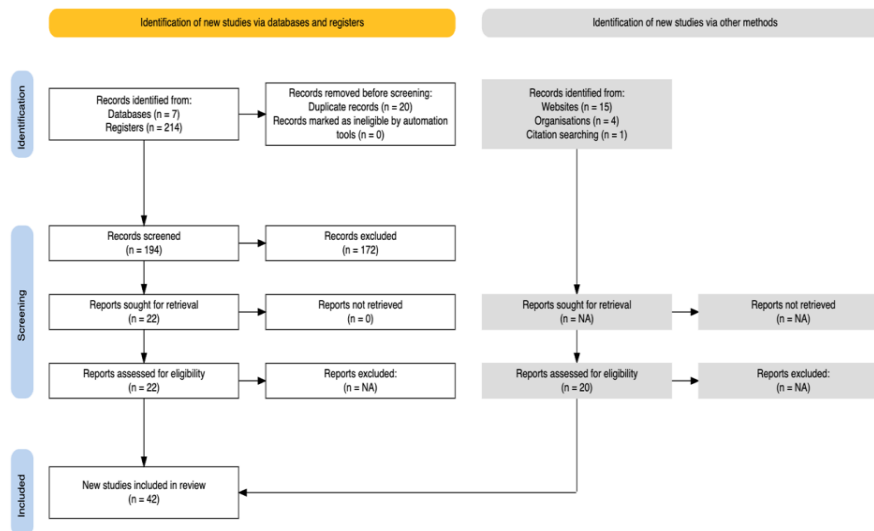 Identification of new studies via databases and registers
Identification of new studies via other methods
Identification
Records identified from:
Databases (n = 7)
Registers (n = 214)
Records removed before screening:
Duplicate records (n = 20)
Records marked as ineligible by automation
tools (n = 0)
Records identified from:
Websites (n = 15)
Organisations (n = 4)
Citation searching (n = 1)
Screening
Records screened
(n = 194)
Records excluded
(n = 172)
Reports sought for retrieval
(n = 22)
Reports not retrieved
(n = 0)
Reports sought for retrieval
(n = NA)
Reports not retrieved
(n = NA)
Reports assessed for eligibility
(n = 22)
Reports excluded:
(n = NA)
Reports assessed for eligibility
(n = 20)
Reports excluded:
(n = NA)
Included
New studies included in review
(n = 42)